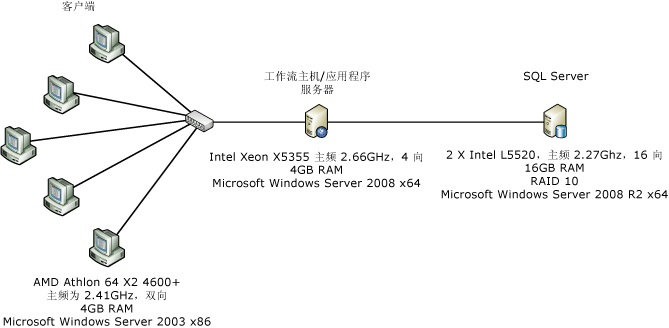 客户端
工作流主机/应用程序
服务器
SQL Server
Intel Xeon X5355 主频 2.66GHz，4 向
4GB RAM
Microsoft Windows Server 2008 x64
2 X Intel L5520，主频 2.27Ghz，16 向
16GB RAM
RAID 10
Microsoft Windows Server 2008 R2 x64
AMD Athlon 64 X2 4600+
主频为 2.41GHz，双向
4GB RAM
Microsoft Windows Server 2003 x86